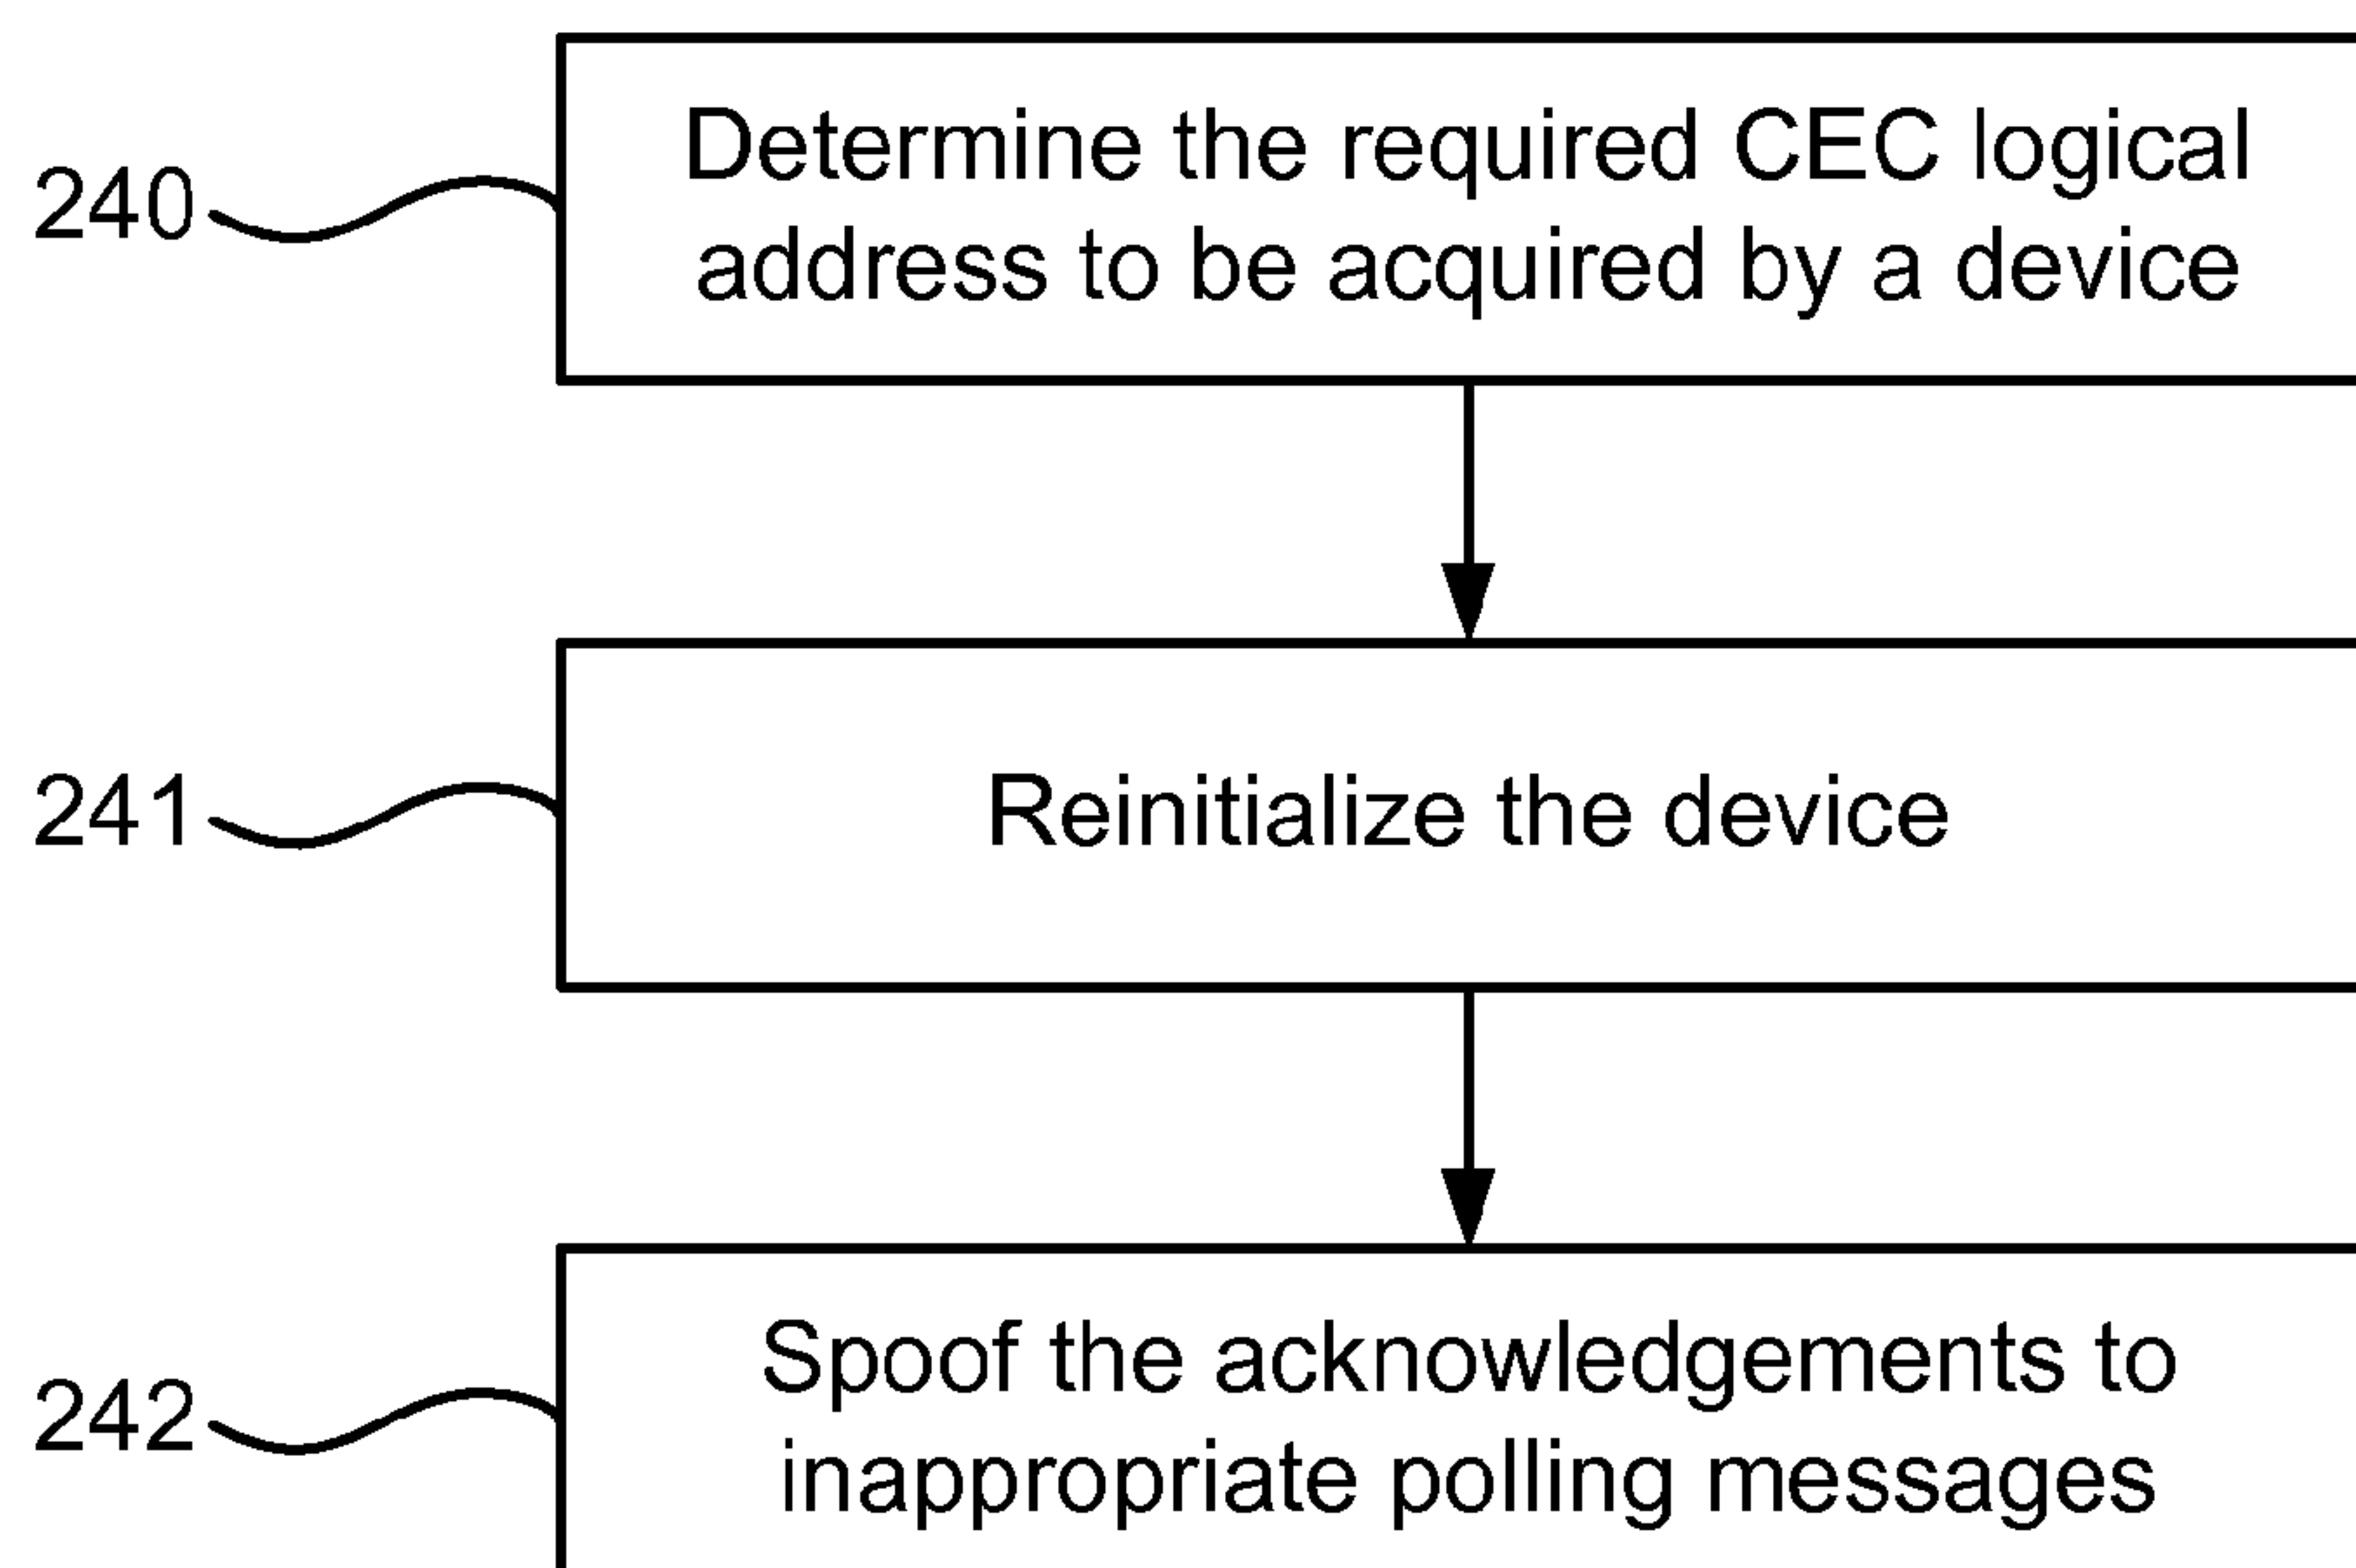 240
Determine the required CEC logical
address to be acquired by a device
241
Reinitialize the device
242
Spoof the acknowledgements to
inappropriate polling messages